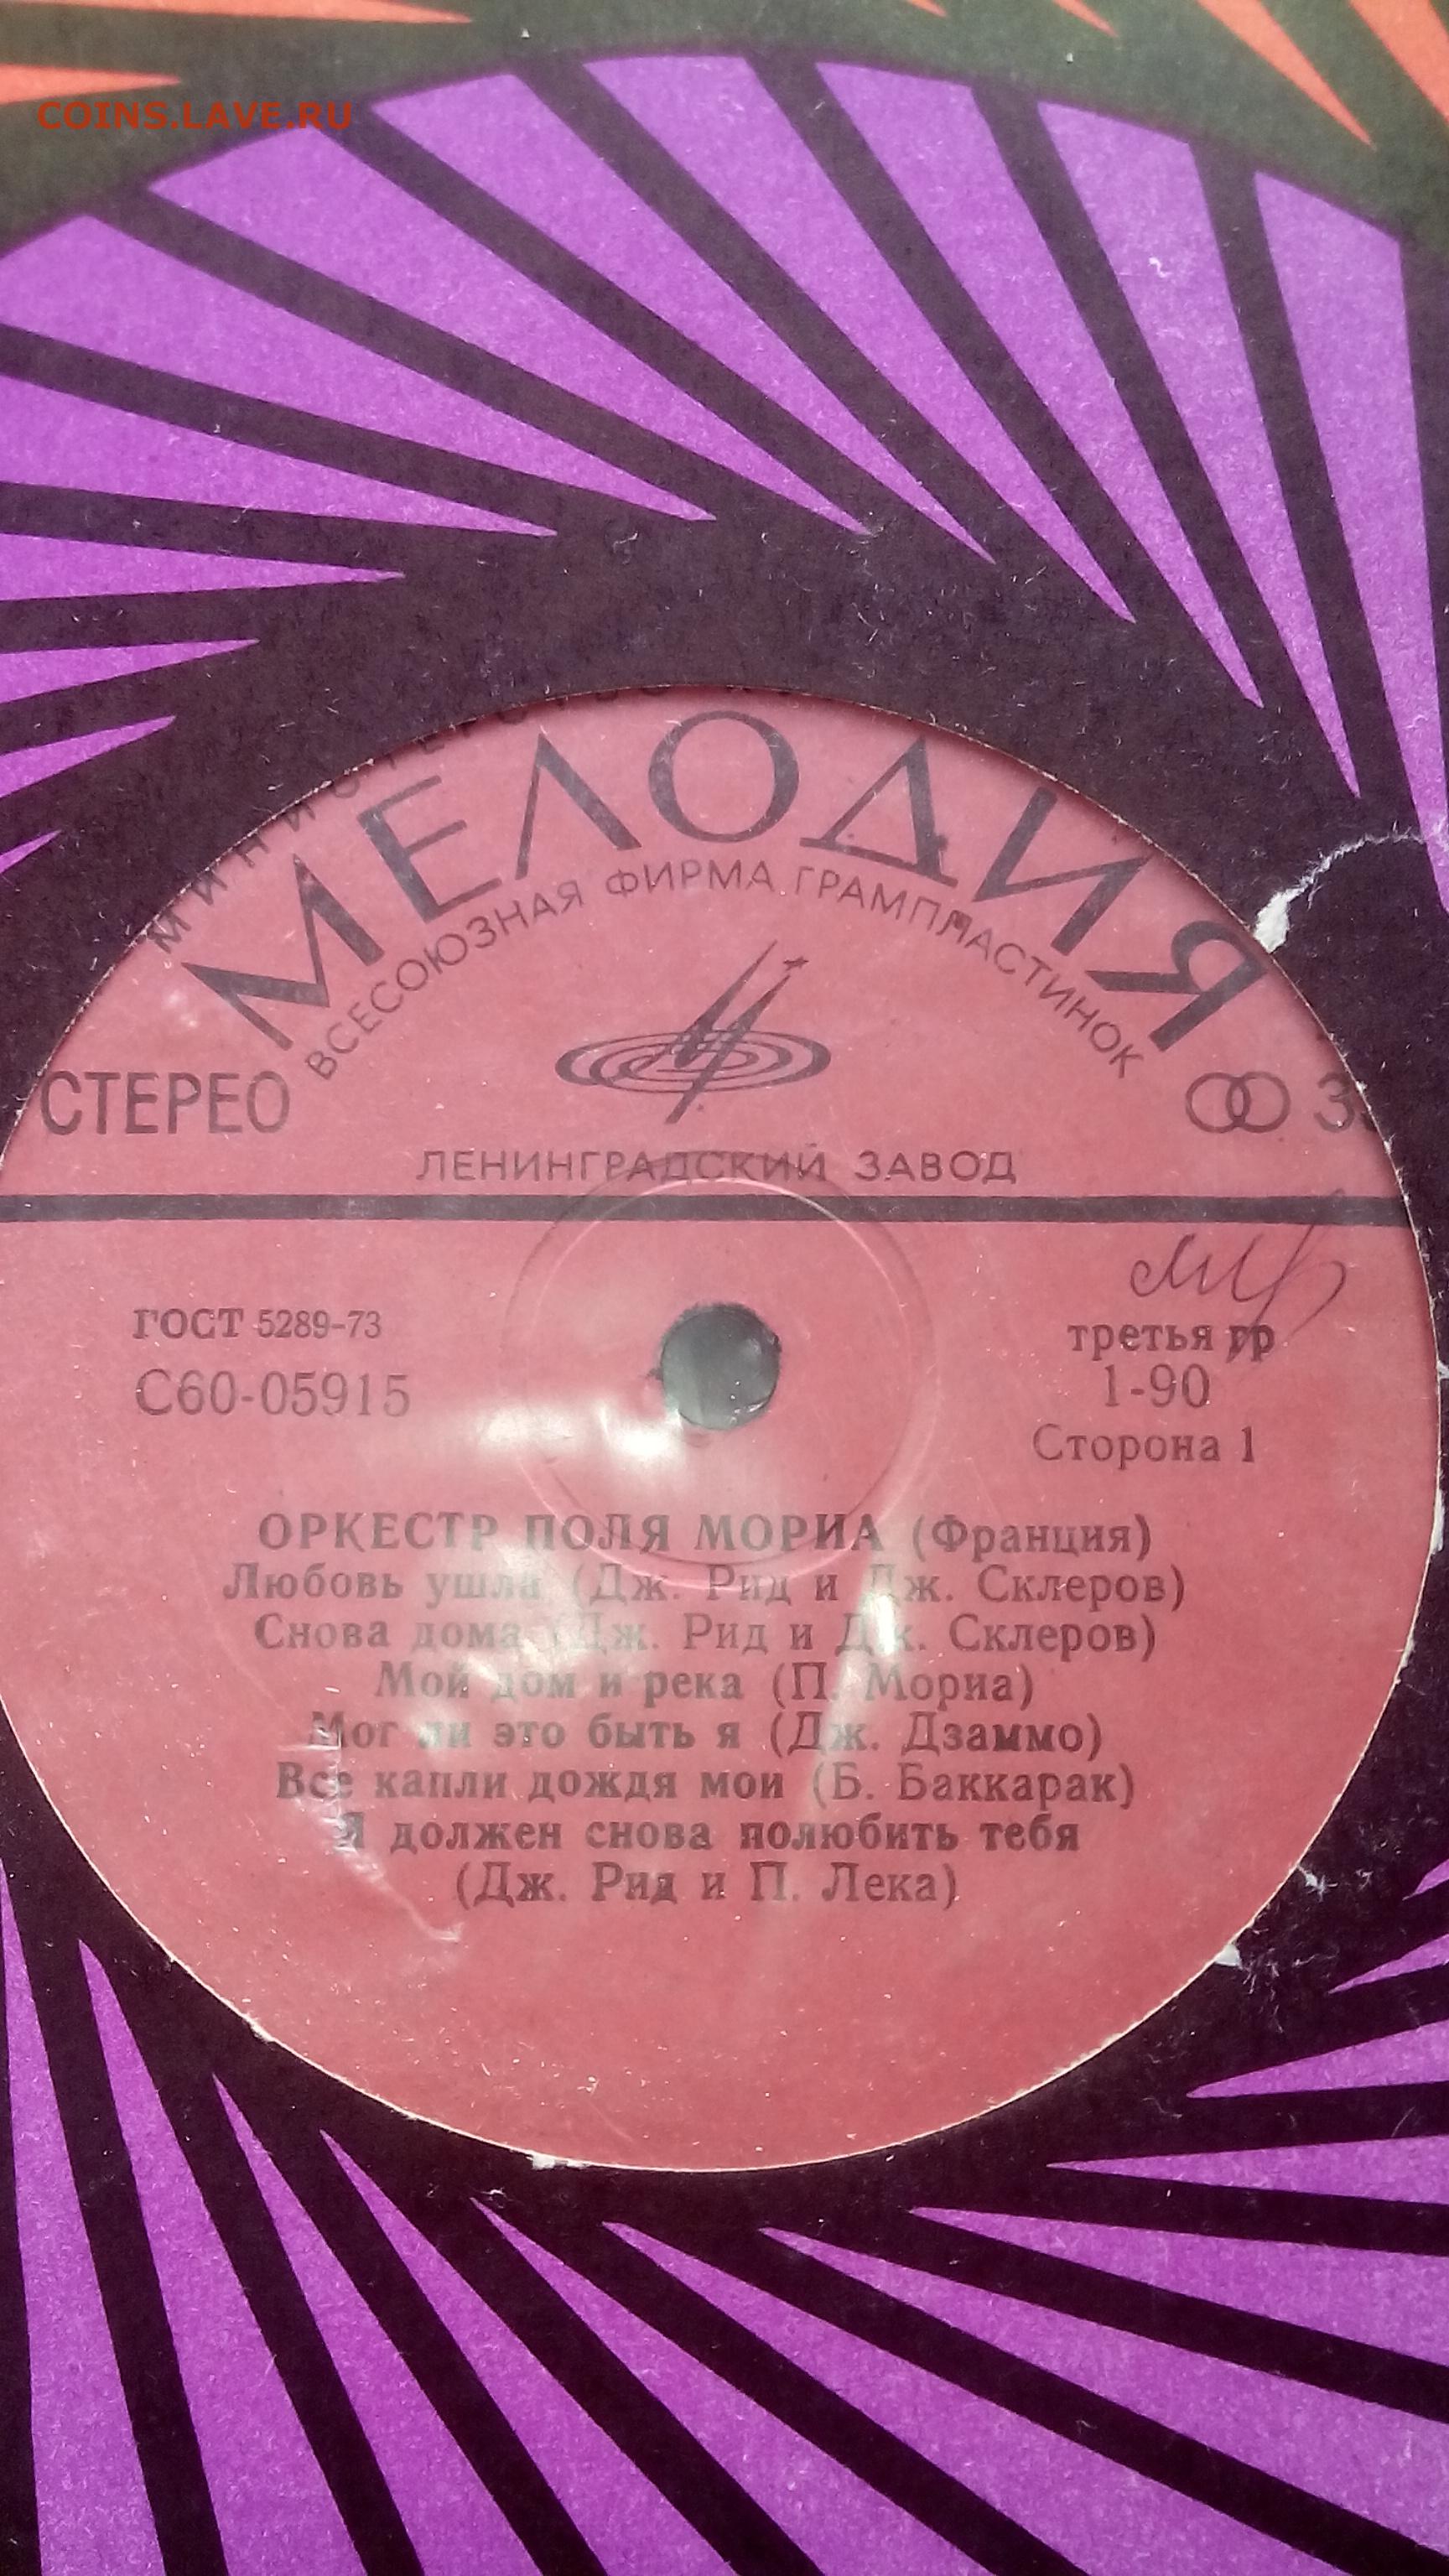 COINS.LAVE.RU
МИНИСТЕРСТВО
МЕЛОДИЯ
ВСЕСОЮЗНАЯ ФИРМА ГРАМПЛАСТИНОК
СТЕРЕО
ЛЕНИНГРАДСКИЙ ЗАВОД
ГОСТ 5289-73
третья гр
С60-05915
1-90
Сторона 1
ОРКЕСТР ПОЛЯ МОРИА (Франция)
Любовь ушла (Дж. Рид и Дж. Склеров)
Снова дома (Дж. Рид и Дж. Склеров)
Мой дом и река (П. Мориа)
Мог ли это быть я (Дж. Дзаммо)
Все капли дождя мои (Б. Баккарак)
Я должен снова полюбить тебя
(Дж. Рид и П. Лека)